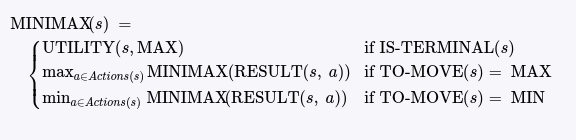 MINIMAX(s) =
UTILITY(s, MAX) if IS-TERMINAL(s)
max_{a∈Actions(s)} MINIMAX(RESULT(s, a)) if TO-MOVE(s) = MAX
min_{a∈Actions(s)} MINIMAX(RESULT(s, a)) if TO-MOVE(s) = MIN